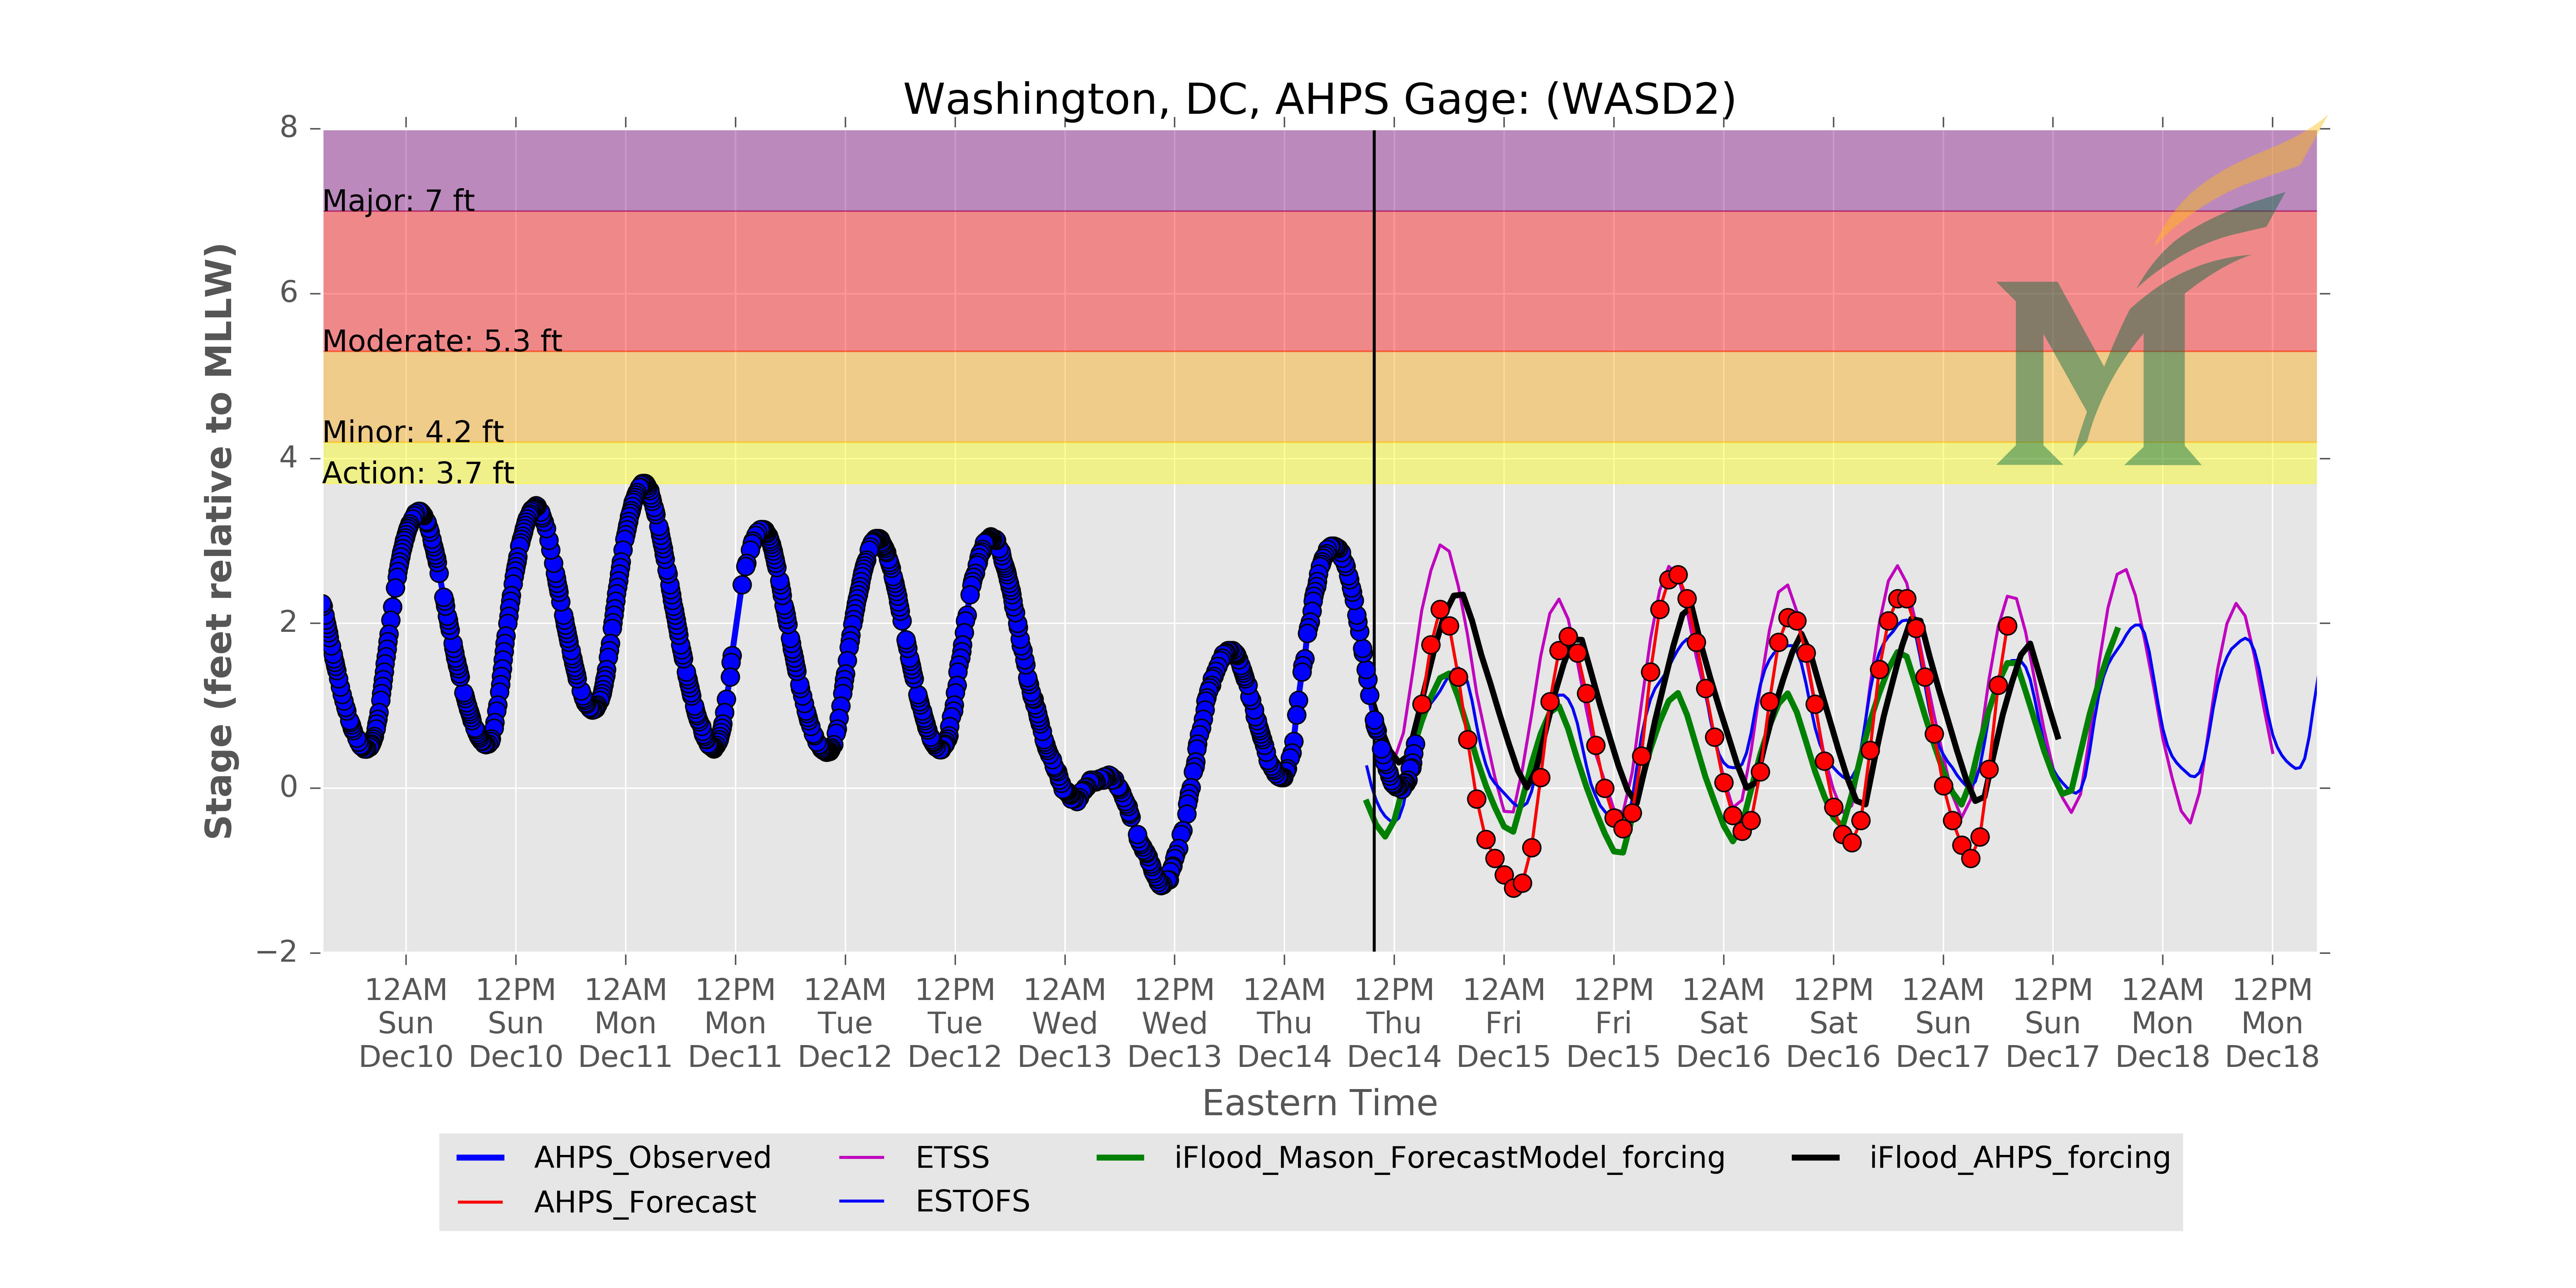 Washington, DC, AHPS Gage: (WASD2)
8
6
4
2
0
−2
Stage (feet relative to MLLW)
Major: 7 ft
Moderate: 5.3 ft
Minor: 4.2 ft
Action: 3.7 ft
M
12AM 12PM 12AM 12PM 12AM 12PM 12AM 12PM 12AM 12PM 12AM 12PM 12AM 12PM 12AM 12PM 12AM 12PM
Sun Sun Mon Mon Tue Tue Wed Wed Thu Thu Fri Fri Sat Sat Sun Sun Mon Mon
Dec10 Dec10 Dec11 Dec11 Dec12 Dec12 Dec13 Dec13 Dec14 Dec14 Dec15 Dec15 Dec16 Dec16 Dec17 Dec17 Dec18 Dec18
Eastern Time
AHPS_Observed ETSS iFlood_Mason_ForecastModel_forcing iFlood_AHPS_forcing
AHPS_Forecast ESTOFS